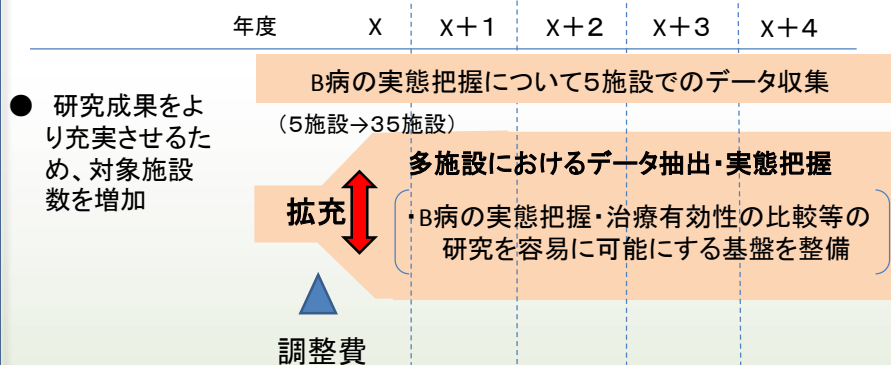 年度 X X+1 X+2 X+3 X+4
B病の実態把握について5施設でのデータ収集
● 研究成果をよ
り充実させるた
め、対象施設
数を増加
(5施設→35施設)
多施設におけるデータ抽出・実態把握
拡充
・B病の実態把握・治療有効性の比較等の
研究を容易に可能にする基盤を整備
調整費